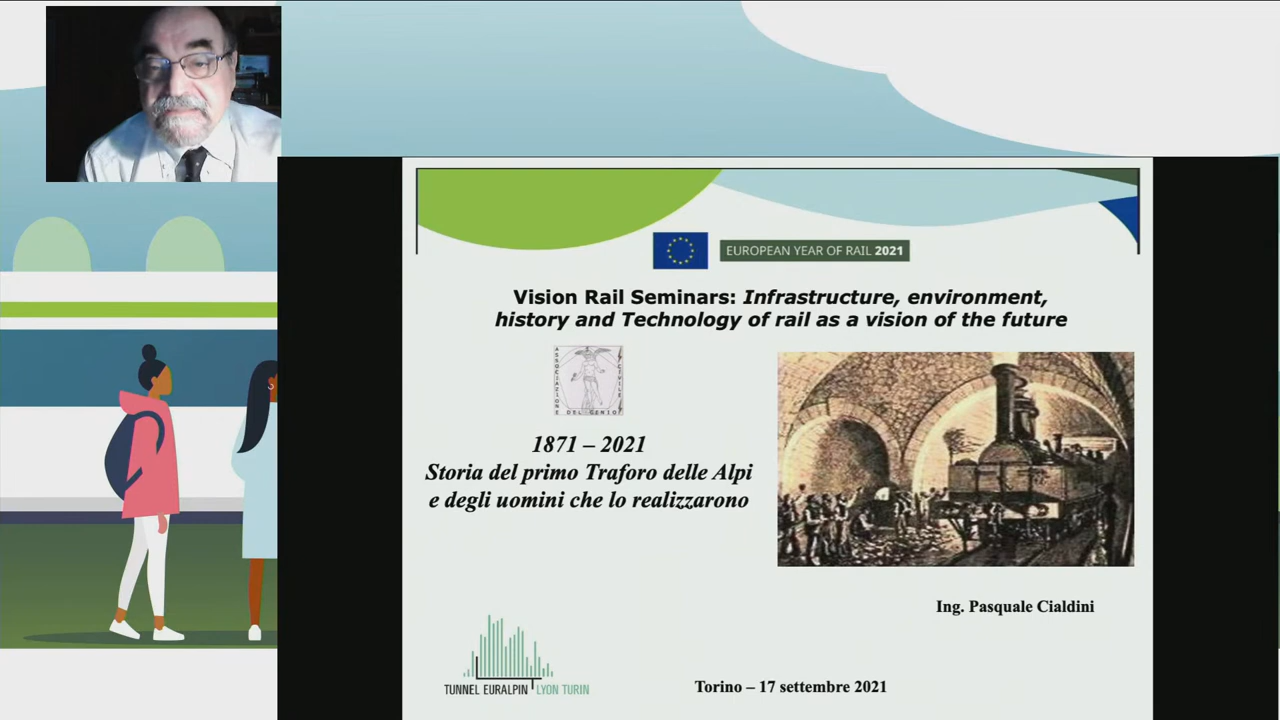 EUROPEAN YEAR OF RAIL 2021
Vision Rail Seminars: Infrastructure, environment,
history and Technology of rail as a vision of the future
ASSOCIAZIONE
DEL GENIO
CIVILE
1871 – 2021
Storia del primo Traforo delle Alpi
e degli uomini che lo realizzarono
Ing. Pasquale Cialdini
TUNNEL EURALPIN LYON TURIN
Torino – 17 settembre 2021